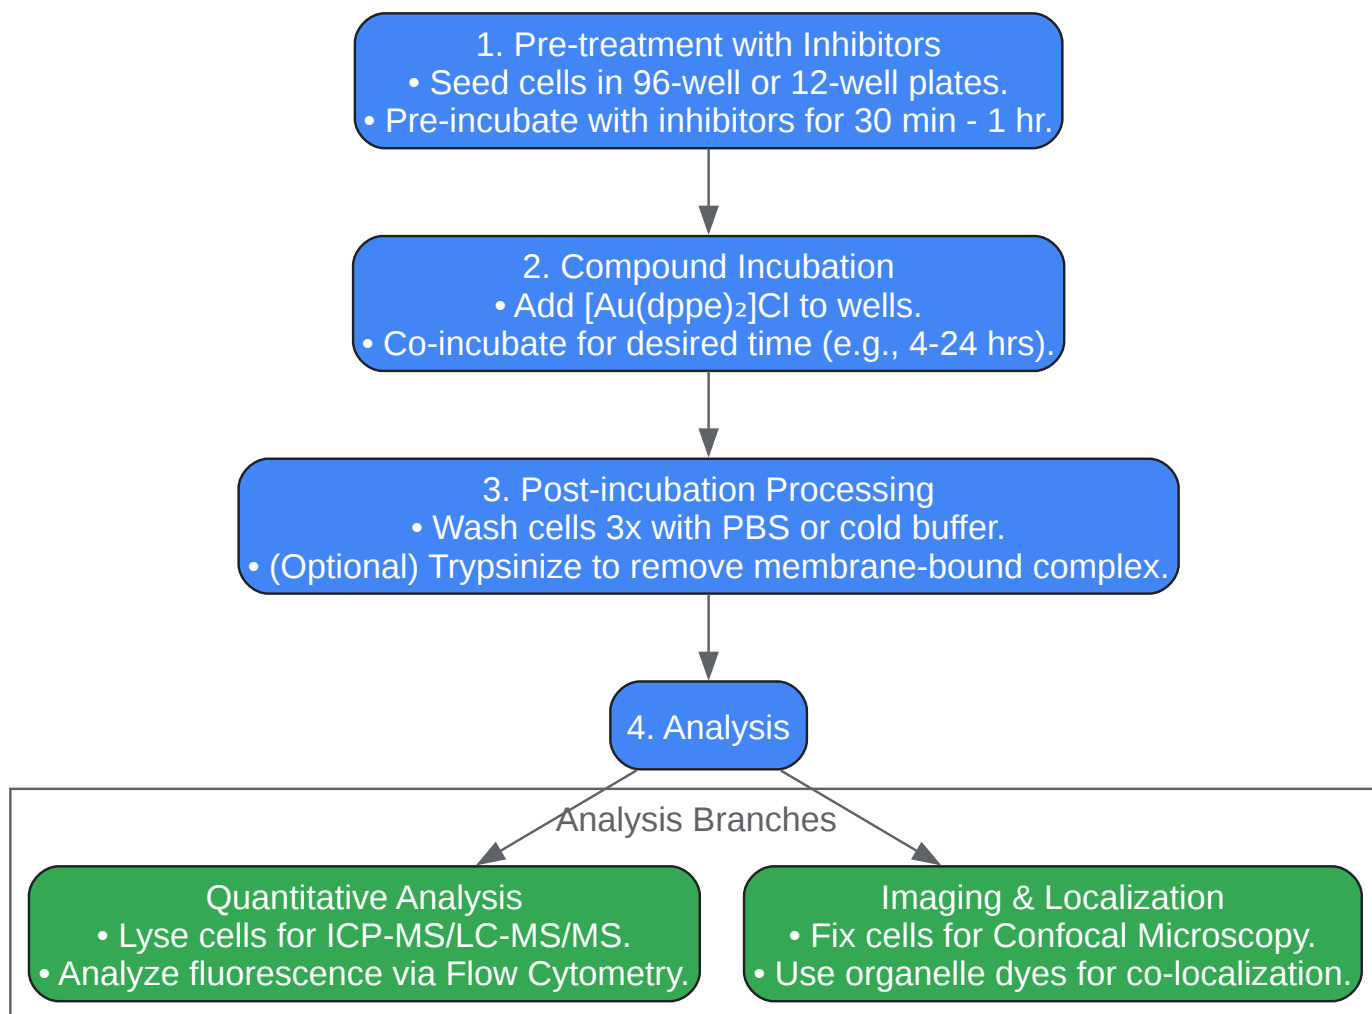 1. Pre-treatment with Inhibitors
• Seed cells in 96-well or 12-well plates.
• Pre-incubate with inhibitors for 30 min - 1 hr.
2. Compound Incubation
• Add [Au(dppe)₂]Cl to wells.
• Co-incubate for desired time (e.g., 4-24 hrs).
3. Post-incubation Processing
• Wash cells 3x with PBS or cold buffer.
• (Optional) Trypsinize to remove membrane-bound complex.
4. Analysis
Analysis Branches
Quantitative Analysis
• Lyse cells for ICP-MS/LC-MS/MS.
• Analyze fluorescence via Flow Cytometry.
Imaging & Localization
• Fix cells for Confocal Microscopy.
• Use organelle dyes for co-localization.